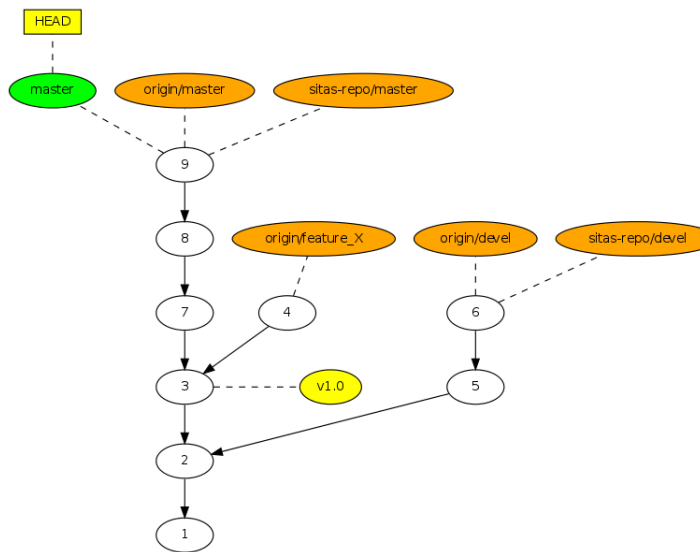 HEAD
master
origin/master
sitas-repo/master
9
8
origin/feature_X
origin/devel
sitas-repo/devel
7
4
6
3
v1.0
5
2
1